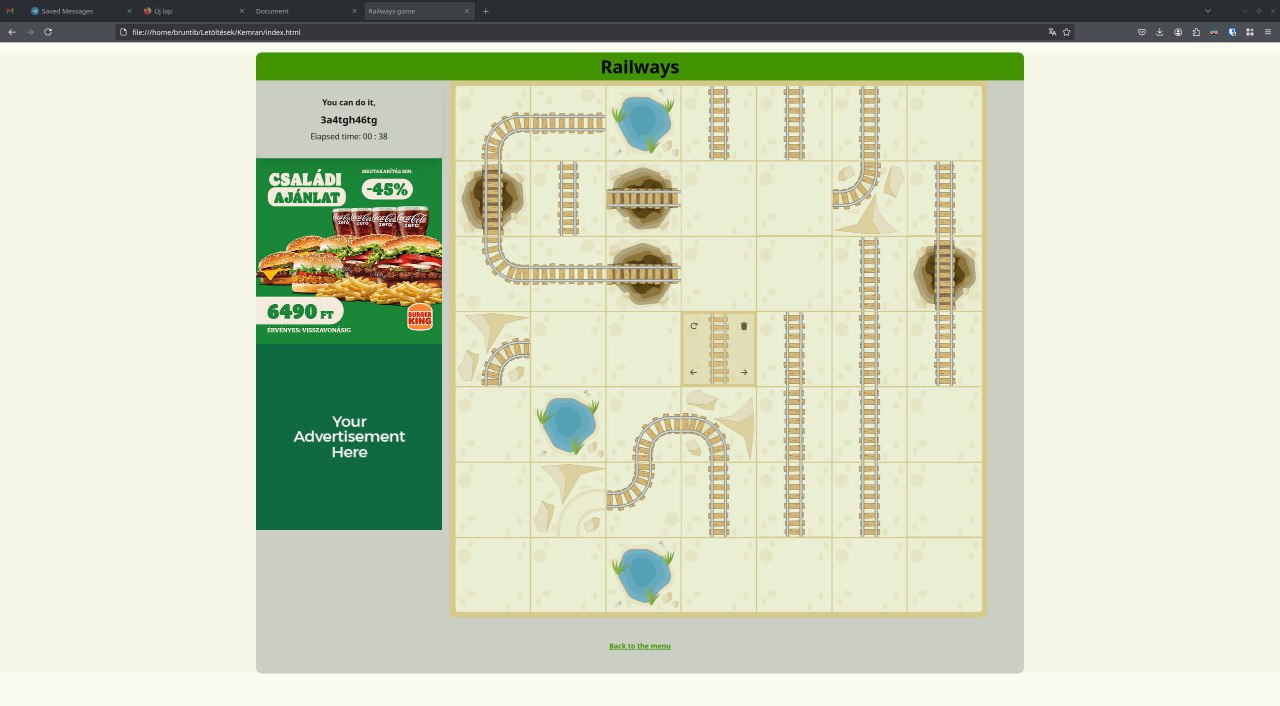 Saved Messages
Új lap
Document
Railways game
file:///home/bruntib/Letöltések/Kemran/index.html
Railways
You can do it,
3a4tgh46tg
Elapsed time: 00 : 38
CSALÁDI
AJÁNLAT
MEGTAKARÍTÁS MIN.
-45%
6490 FT
ÉRVÉNYES: VISSZAVONÁSIG
BURGER
KING
Your
Advertisement
Here
Back to the menu